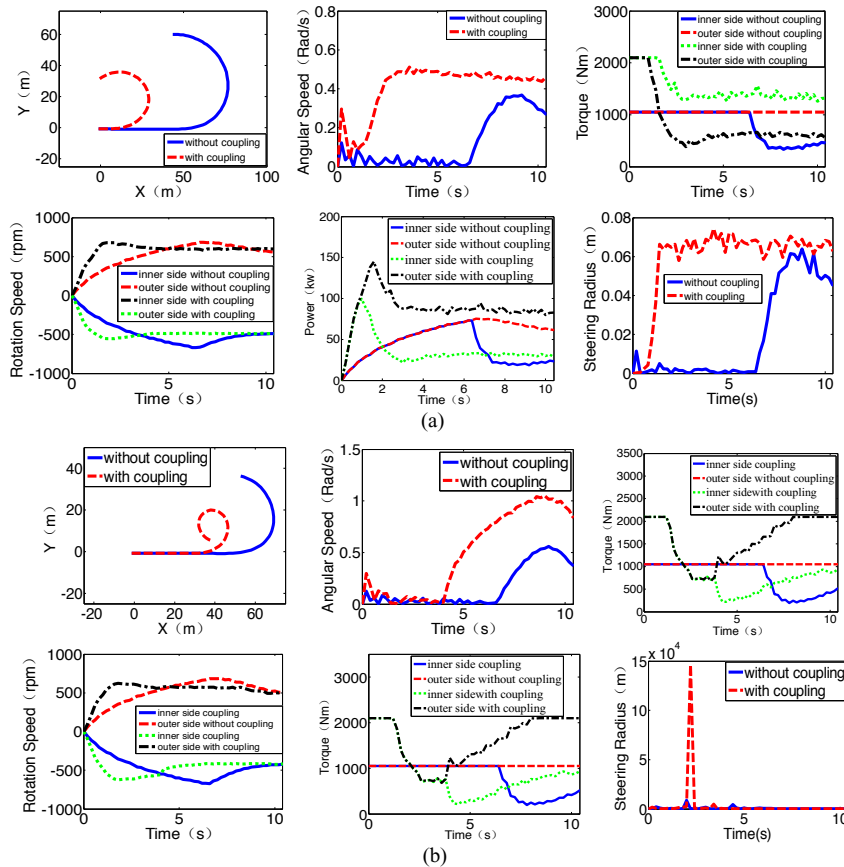 60
40
20
0
-20
0
50
100
Y（m）
X（m）
without coupling
with coupling
0.8
0.6
0.4
0.2
0
0
5
10
Angular Speed（Rad/s）
Time（s）
without coupling
with coupling
3000
2000
1000
0
0
5
10
Torque（Nm）
Time（s）
inner side without coupling
outer side without coupling
inner side with coupling
outer side with coupling
1000
500
0
-500
-1000
0
5
10
Rotation Speed（rpm）
Time（s）
inner side without coupling
outer side without coupling
inner side with coupling
outer side with coupling
200
150
100
50
0
0
2
4
6
8
10
Power（kw）
Time（s）
inner side without coupling
outer side without coupling
inner side with coupling
outer side with coupling
0.08
0.06
0.04
0.02
0
0
5
10
Steering Radius（m）
Time(s)
without coupling
with coupling
(a)
40
20
0
-20
-20
0
20
40
60
Y（m）
X（m）
without coupling
with coupling
1.5
1
0.5
0
0
5
10
Angular Speed（Rad/s）
Time（s）
without coupling
with coupling
3500
3000
2500
2000
1500
1000
500
0
0
5
10
Torque（Nm）
Time（s）
inner side coupling
outer side without coupling
inner sidewith coupling
outer side with coupling
1000
500
0
-500
-1000
0
5
10
Rotation Speed（rpm）
Time（s）
inner side coupling
outer side without coupling
inner side coupling
outer side with coupling
3000
2000
1000
0
0
5
10
Torque（Nm）
Time（s）
inner side coupling
outer side without coupling
inner sidewith coupling
outer side with coupling
15 x 10⁴
10
5
0
0
5
10
Steering Radius（m）
Time(s)
without coupling
with coupling
(b)